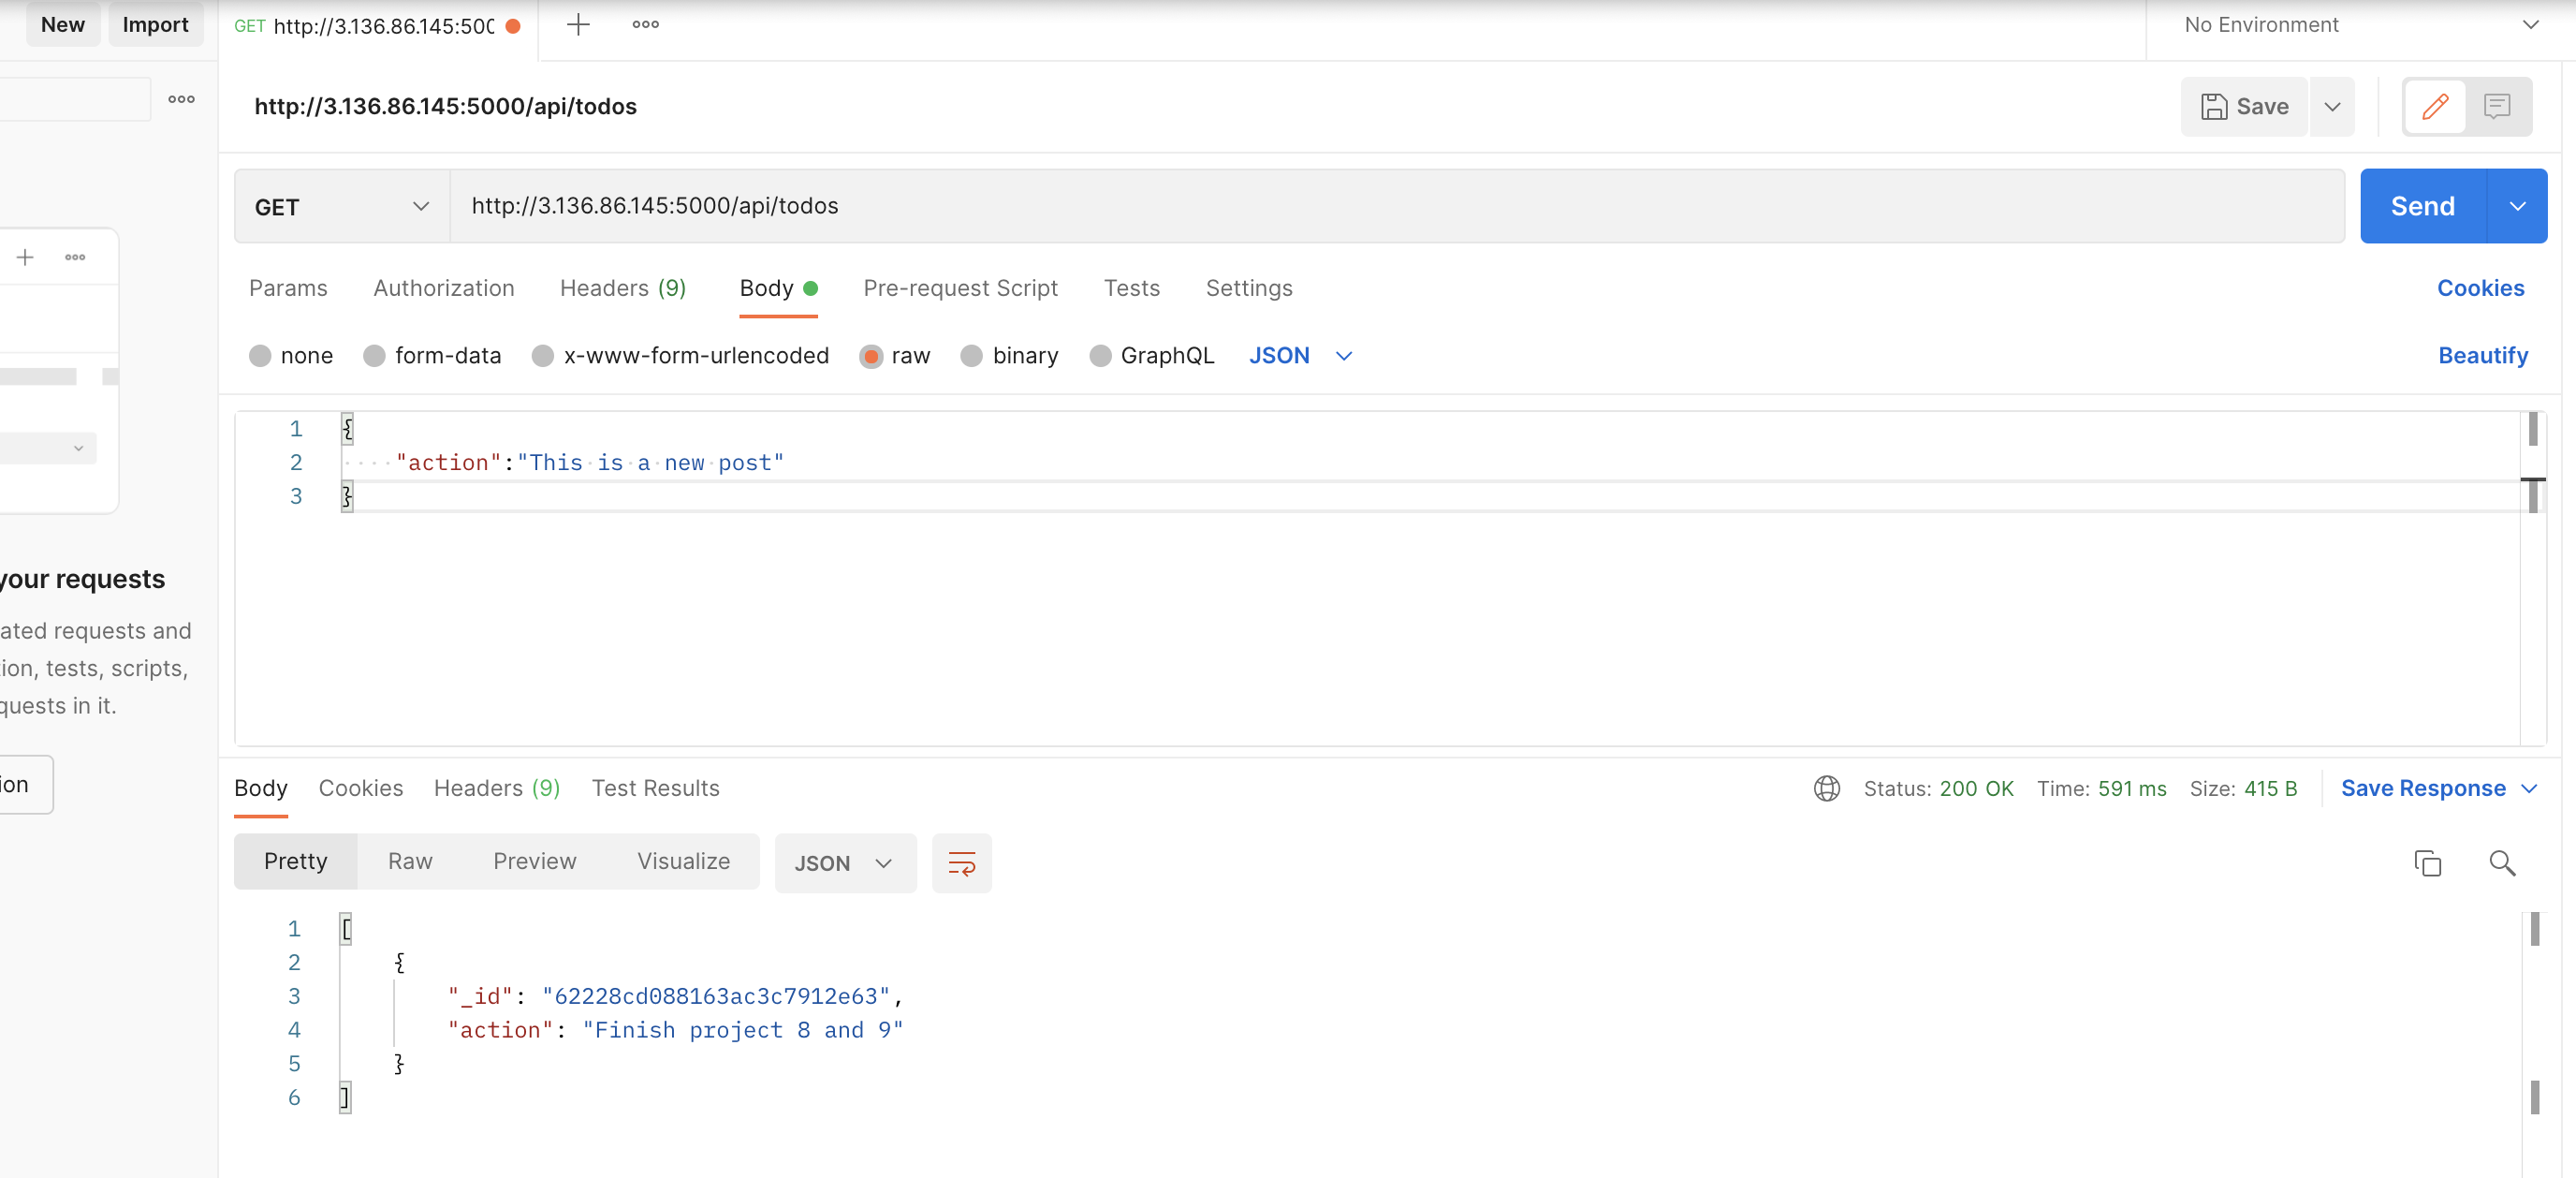 New Import GET http://3.136.86.145:500 No Environment
http://3.136.86.145:5000/api/todos Save
GET http://3.136.86.145:5000/api/todos Send
Params Authorization Headers (9) Body Pre-request Script Tests Settings Cookies
none form-data x-www-form-urlencoded raw binary GraphQL JSON Beautify
1 {
2 "action":"This is a new post"
3 }
your requests
ated requests and
tion, tests, scripts,
quests in it.
ion
Body Cookies Headers (9) Test Results Status: 200 OK Time: 591 ms Size: 415 B Save Response
Pretty Raw Preview Visualize JSON
1 [
2 {
3 "_id": "62228cd088163ac3c7912e63",
4 "action": "Finish project 8 and 9"
5 }
6 ]